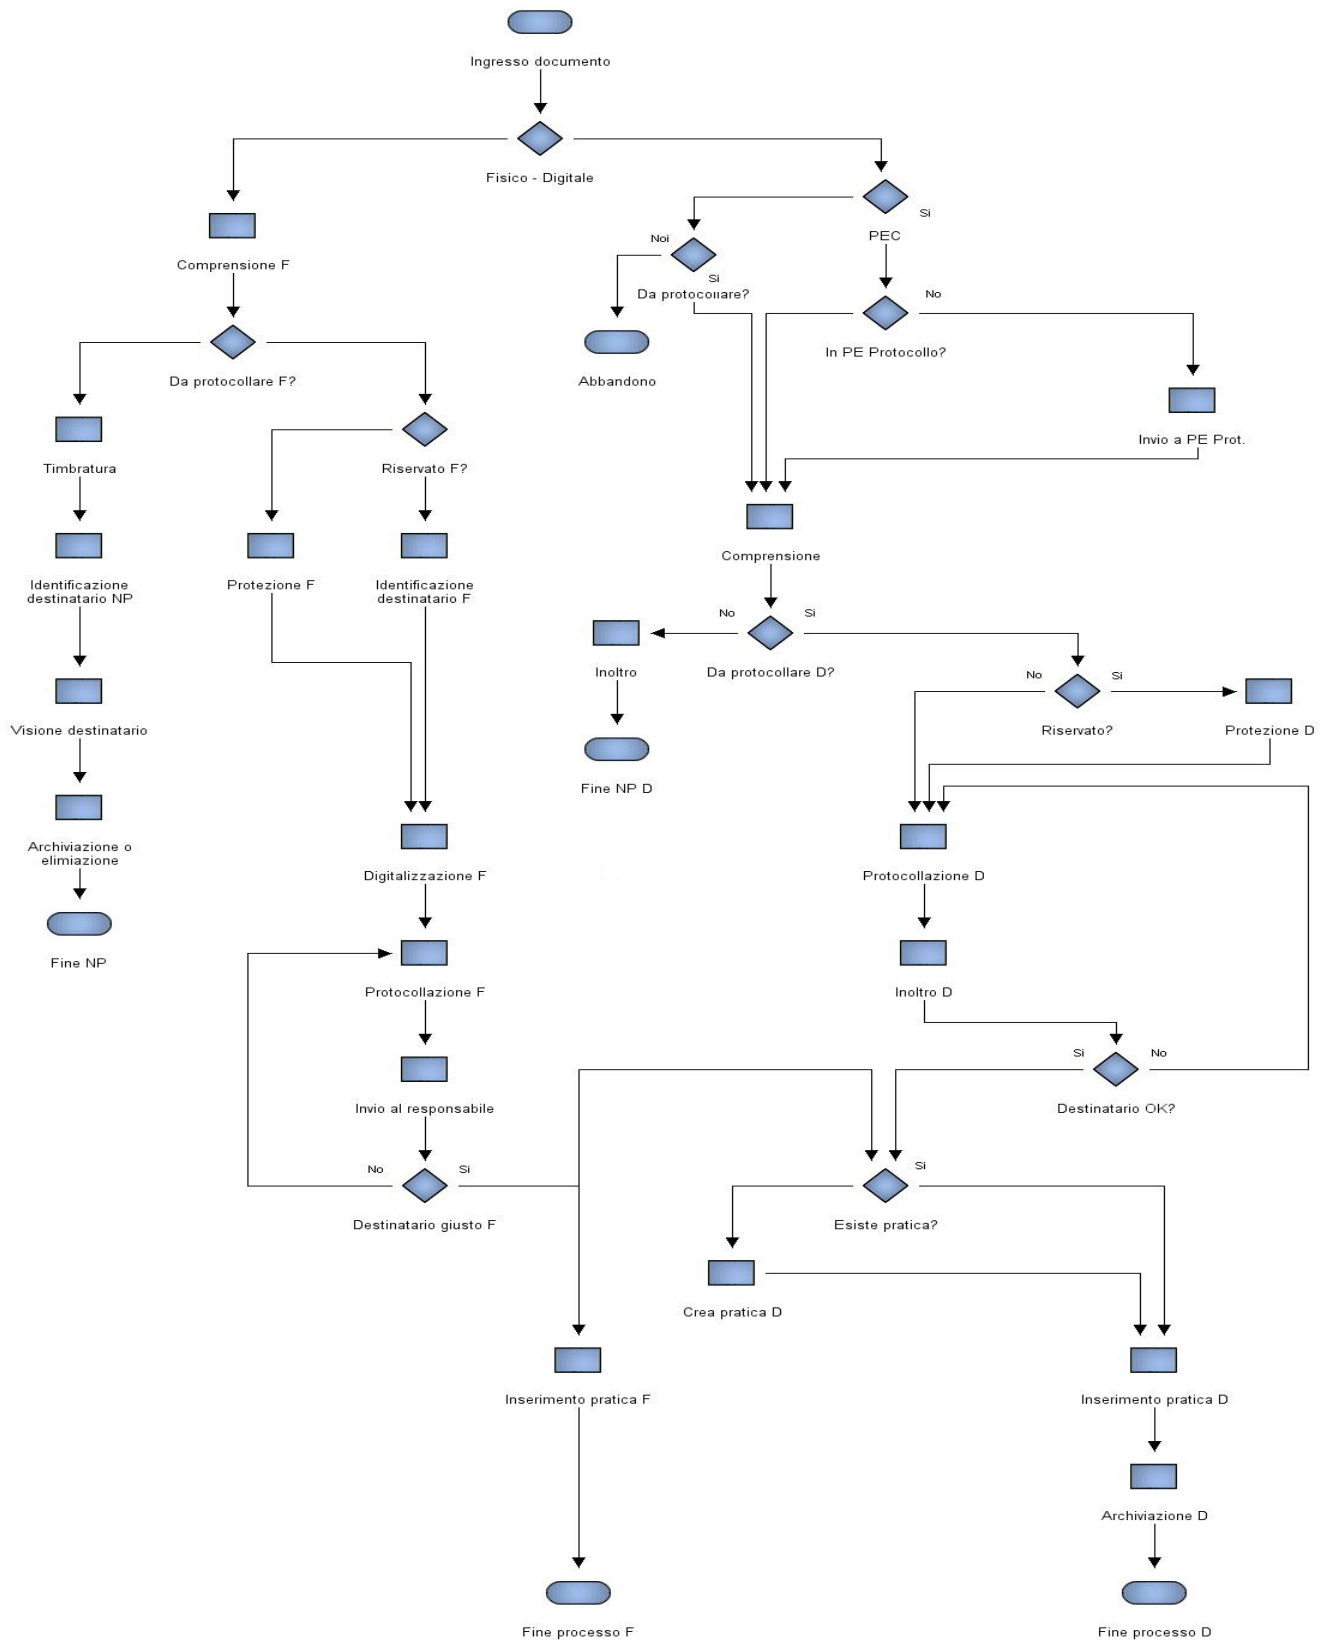 Ingresso documento
Fisico - Digitale
Si
PEC
Noi
Si
Da protocollare?
Comprensione F
No
In PE Protocollo?
Abbandono
Da protocollare F?
Invio a PE Prot.
Timbratura
Riservato F?
Comprensione
Identificazione
destinatario NP
Protezione F
Identificazione
destinatario F
No
Si
Inoltro
Da protocollare D?
No
Si
Visione destinatario
Riservato?
Protezione D
Fine NP D
Archiviazione o
elimiazione
Digitalizzazione F
Protocollazione D
Fine NP
Protocollazione F
Inoltro D
Si
No
Invio al responsabile
Destinatario OK?
No
Si
Si
Destinatario giusto F
Esiste pratica?
Crea pratica D
Inserimento pratica F
Inserimento pratica D
Archiviazione D
Fine processo F
Fine processo D